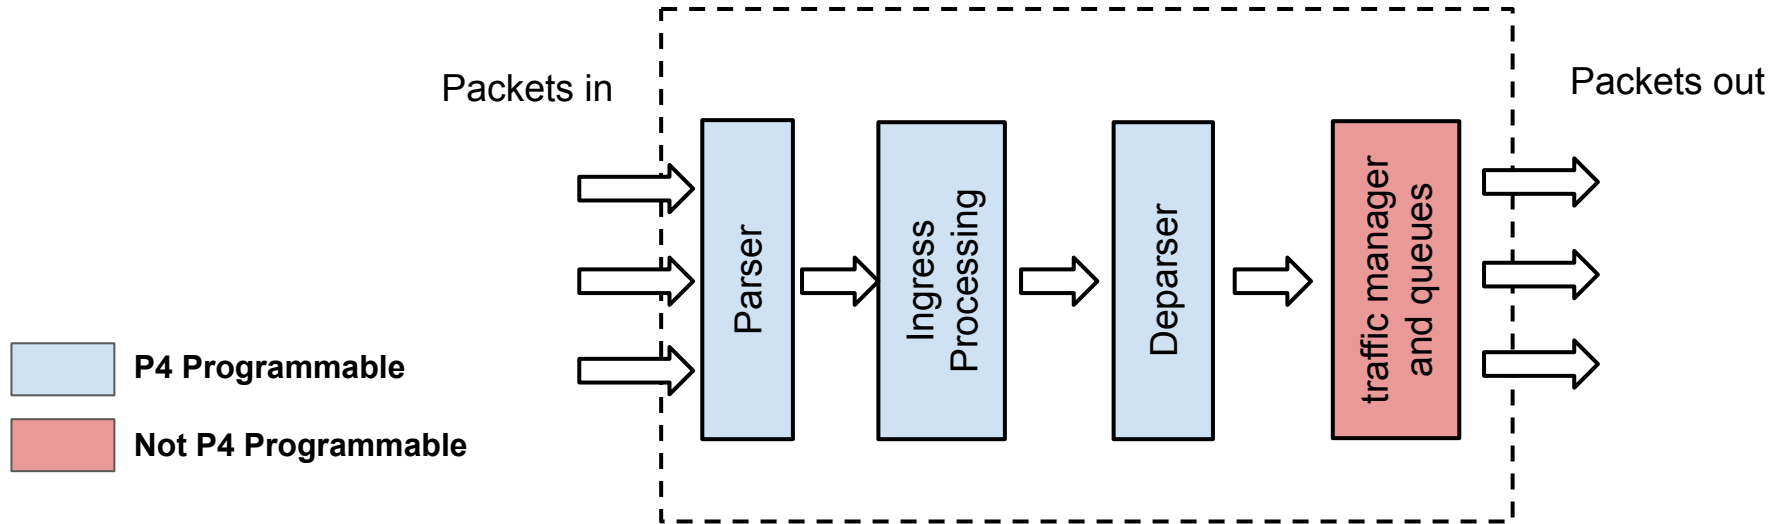 Packets in
Packets out
Parser
Ingress
Processing
Deparser
traffic manager
and queues
P4 Programmable
Not P4 Programmable